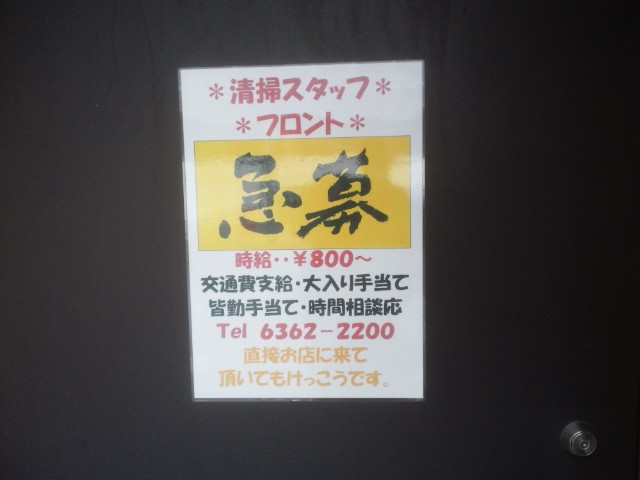 ＊清掃スタッフ＊
＊フロント＊
急募
時給‥￥800～
交通費支給・大入り手当て
皆勤手当て・時間相談応
Tel 6362－2200
直接お店に来て
頂いてもけっこうです。